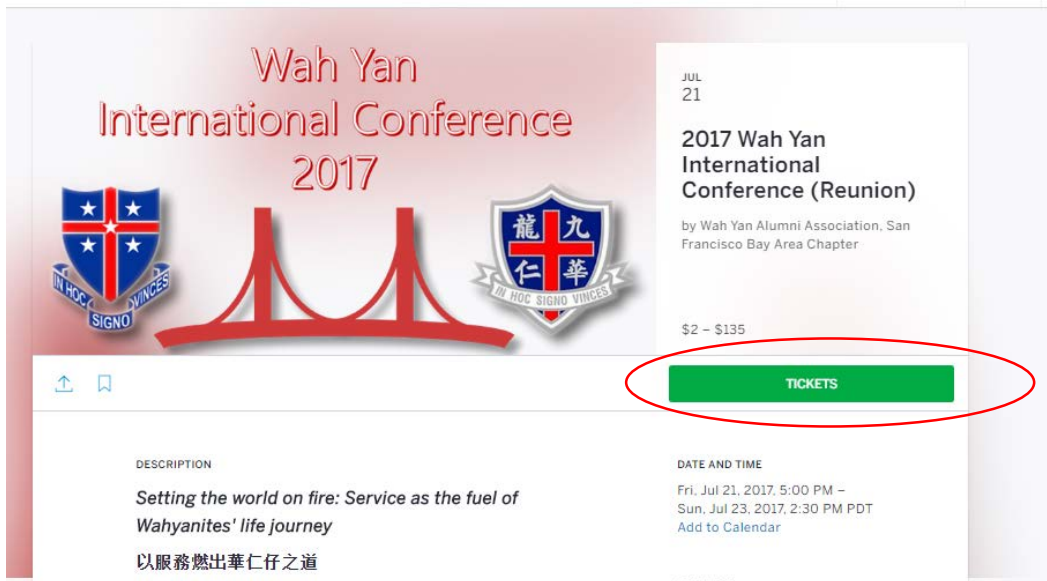 Wah Yan
International Conference
2017
IN HOC SIGNO VINCES
龍 九
仁 華
IN HOC SIGNO VINCES
JUL
21
2017 Wah Yan
International
Conference (Reunion)
by Wah Yan Alumni Association, San
Francisco Bay Area Chapter
$2 – $135
TICKETS
DESCRIPTION
Setting the world on fire: Service as the fuel of
Wahyanites' life journey
以服務燃出華仁仔之道
DATE AND TIME
Fri, Jul 21, 2017, 5:00 PM –
Sun, Jul 23, 2017, 2:30 PM PDT
Add to Calendar